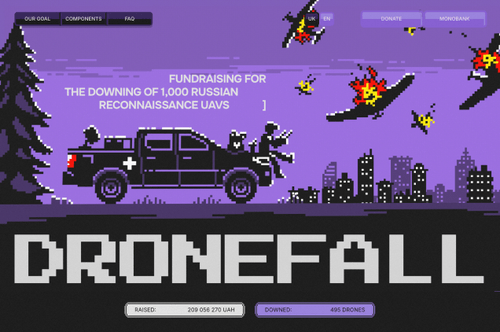 OUR GOAL
COMPONENTS
FAQ
UK
EN
DONATE
MONOBANK
FUNDRAISING FOR
THE DOWNING OF 1,000 RUSSIAN
RECONNAISSANCE UAVS ]
DRONEFALL
RAISED: 209 056 270 UAH
DOWNED: 495 DRONES